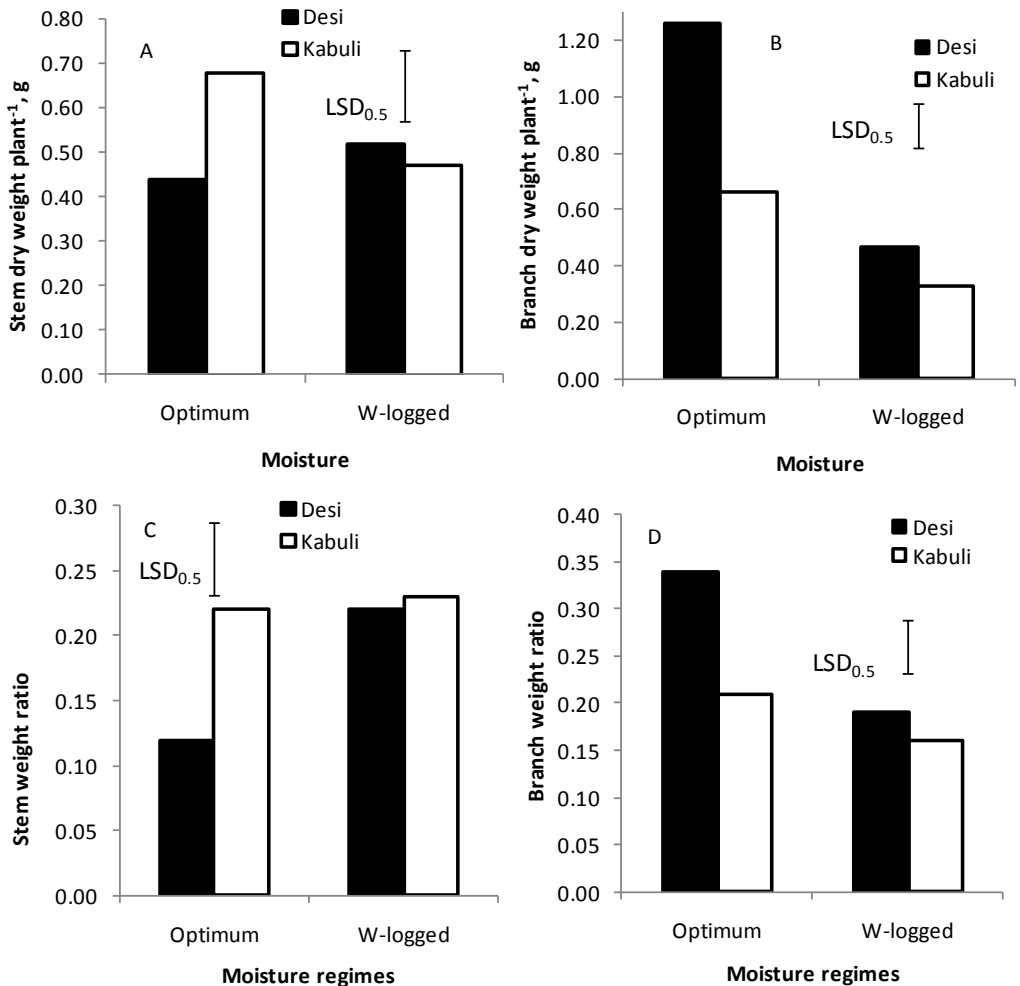 Stem dry weight plant⁻¹, g
0.80
0.70
0.60
0.50
0.40
0.30
0.20
0.10
0.00
A
Desi
Kabuli
LSD₀.₅
Optimum
W-logged
Moisture
Branch dry weight plant⁻¹, g
1.20
1.00
0.80
0.60
0.40
0.20
0.00
B
Desi
Kabuli
LSD₀.₅
Optimum
W-logged
Moisture
Stem weight ratio
0.30
0.25
0.20
0.15
0.10
0.05
0.00
C
Desi
Kabuli
LSD₀.₅
Optimum
W-logged
Moisture regimes
Branch weight ratio
0.40
0.35
0.30
0.25
0.20
0.15
0.10
0.05
0.00
D
Desi
Kabuli
LSD₀.₅
Optimum
W-logged
Moisture regimes